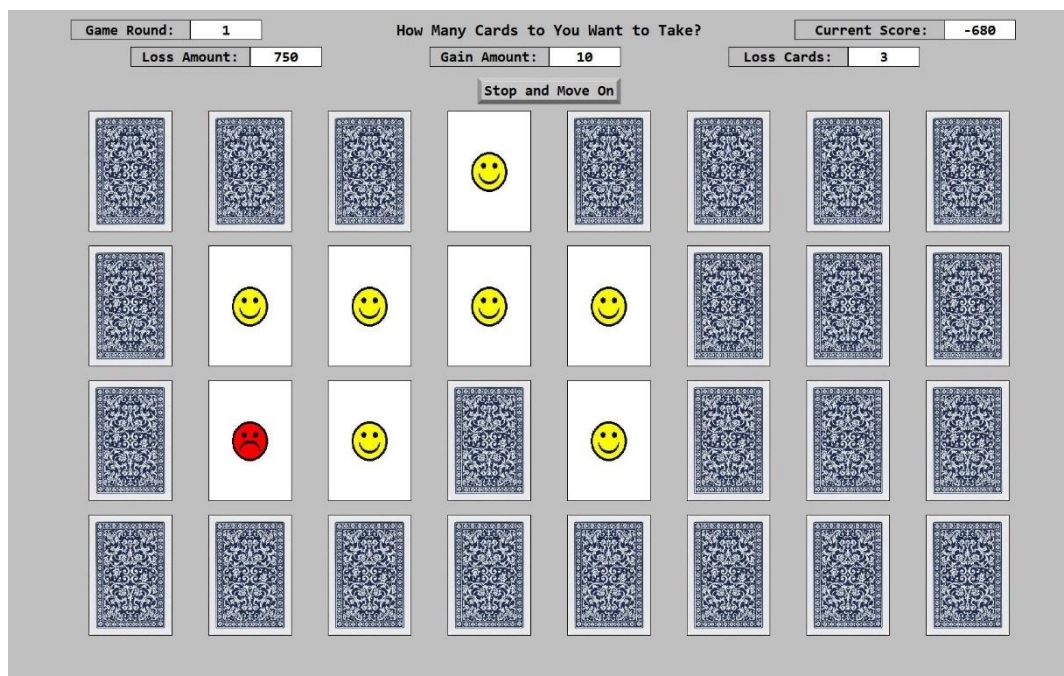 Game Round: 1 How Many Cards to You Want to Take? Current Score: -680
Loss Amount: 750 Gain Amount: 10 Loss Cards: 3
Stop and Move On